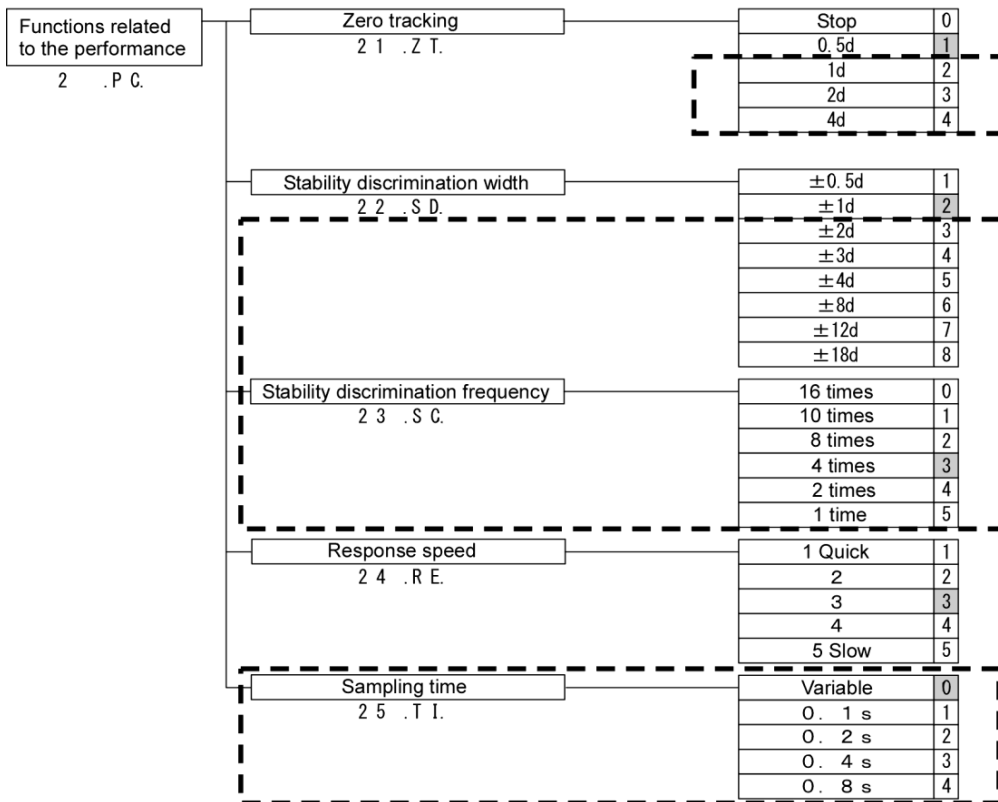 Functions related
to the performance
2 .P C.
Zero tracking
2 1 .Z T.
Stop 0
0.5d 1
1d 2
2d 3
4d 4
Stability discrimination width
2 2 .S D.
±0.5d 1
±1d 2
±2d 3
±3d 4
±4d 5
±8d 6
±12d 7
±18d 8
Stability discrimination frequency
2 3 .S C.
16 times 0
10 times 1
8 times 2
4 times 3
2 times 4
1 time 5
Response speed
2 4 .R E.
1 Quick 1
2 2
3 3
4 4
5 Slow 5
Sampling time
2 5 .T I.
Variable 0
0. 1 s 1
0. 2 s 2
0. 4 s 3
0. 8 s 4